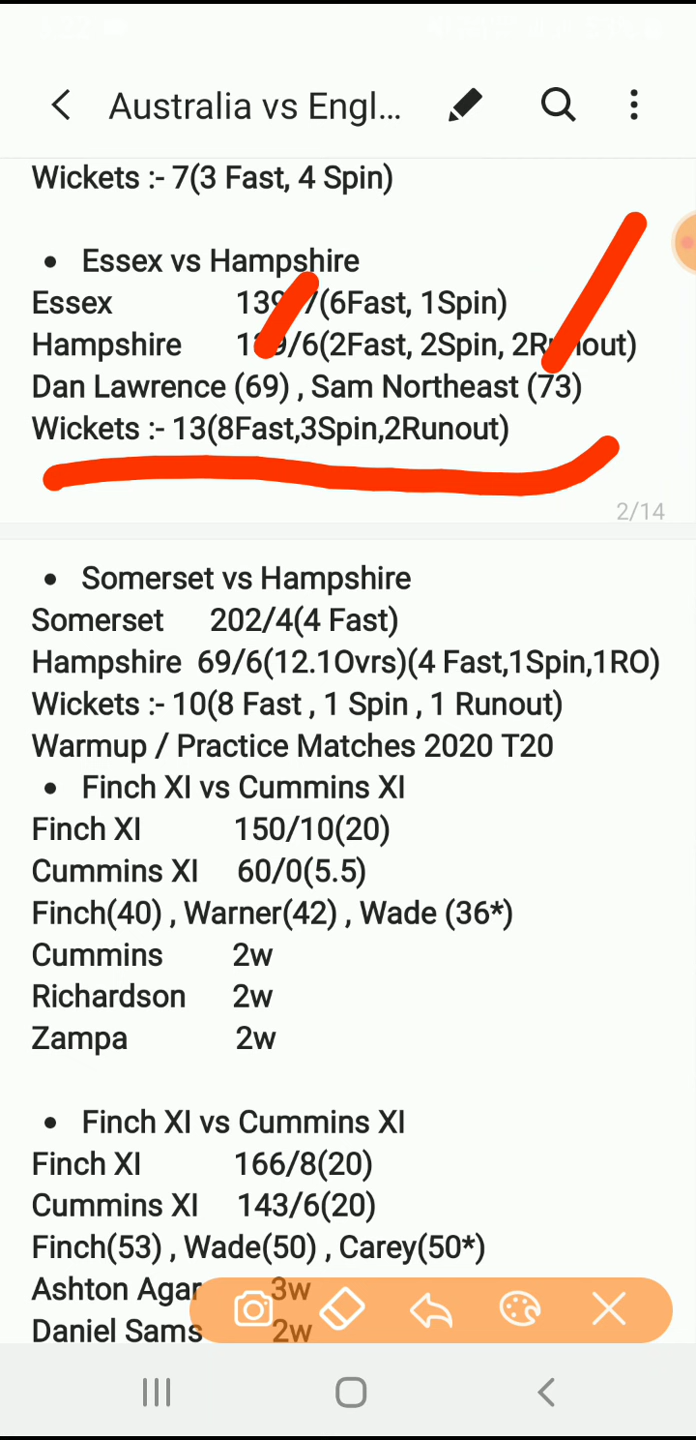 Australia vs Engl...
Wickets :- 7(3 Fast, 4 Spin)
• Essex vs Hampshire
Essex (6Fast, 1Spin)
Hampshire /6(2Fast, 2Spin,
Dan Lawrence (69) , Sam Northeast (73)
Wickets :- 13(8Fast,3Spin,2Runout)
2/14
• Somerset vs Hampshire
Somerset 202/4(4 Fast)
Hampshire 69/6(12.1Ovrs)(4 Fast,1Spin,1RO)
Wickets :- 10(8 Fast , 1 Spin , 1 Runout)
Warmup / Practice Matches 2020 T20
• Finch XI vs Cummins XI
Finch XI 150/10(20)
Cummins XI 60/0(5.5)
Finch(40) , Warner(42) , Wade (36*)
Cummins 2w
Richardson 2w
Zampa 2w
• Finch XI vs Cummins XI
Finch XI 166/8(20)
Cummins XI 143/6(20)
Finch(53) , Wade(50) , Carey(50*)
Ashton Agar 3w
Daniel Sams 2w